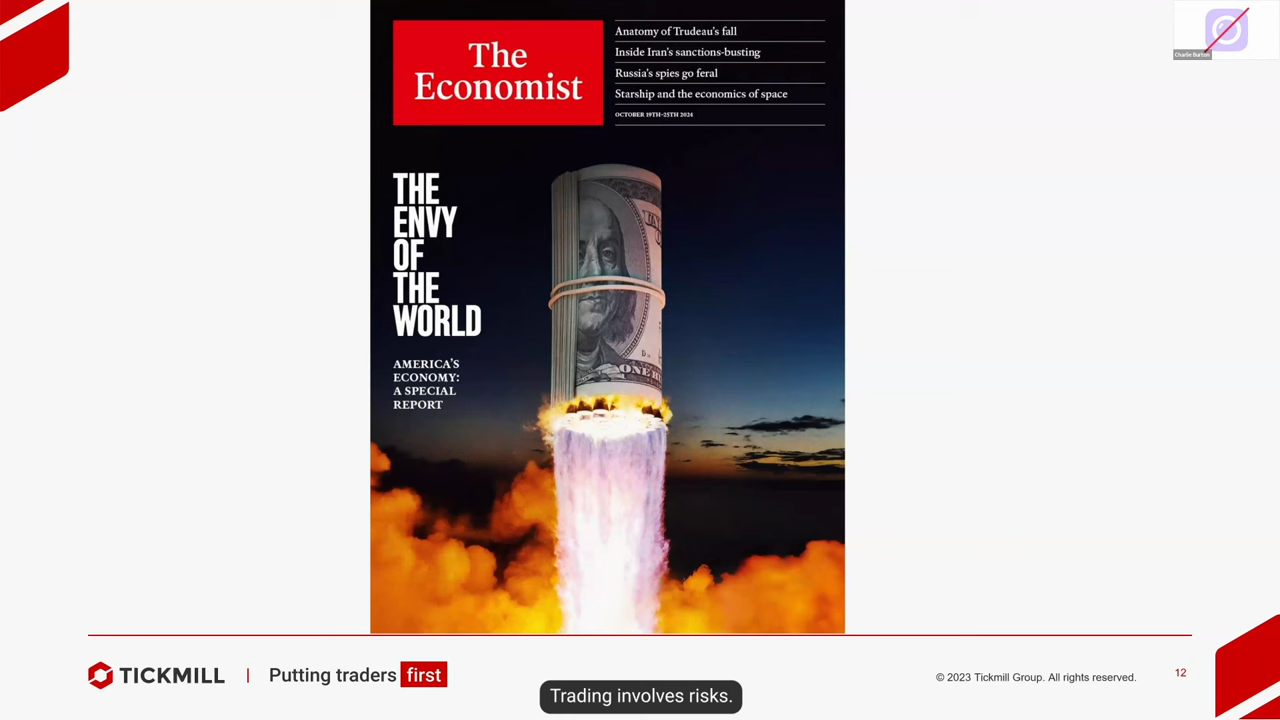 The
Economist
Anatomy of Trudeau's fall
Inside Iran's sanctions-busting
Russia's spies go feral
Starship and the economics of space
OCTOBER 19TH-25TH 2024
Charlie Burton
THE
ENVY
OF
THE
WORLD
AMERICA'S
ECONOMY:
A SPECIAL
REPORT
TICKMILL | Putting traders first
Trading involves risks.
© 2023 Tickmill Group. All rights reserved.
12